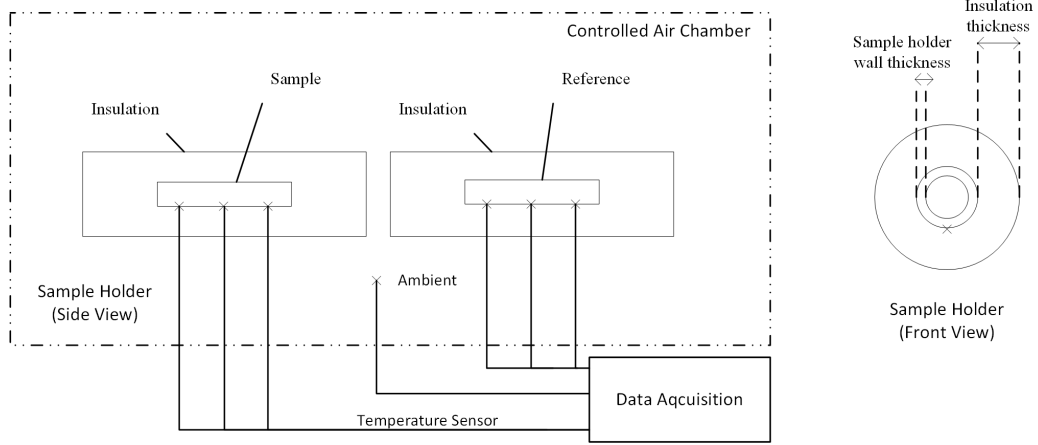 Controlled Air Chamber
Sample
Reference
Insulation
Insulation
Ambient
Sample Holder
(Side View)
Temperature Sensor
Data Aqcuisition
Insulation
thickness
Sample holder
wall thickness
Sample Holder
(Front View)